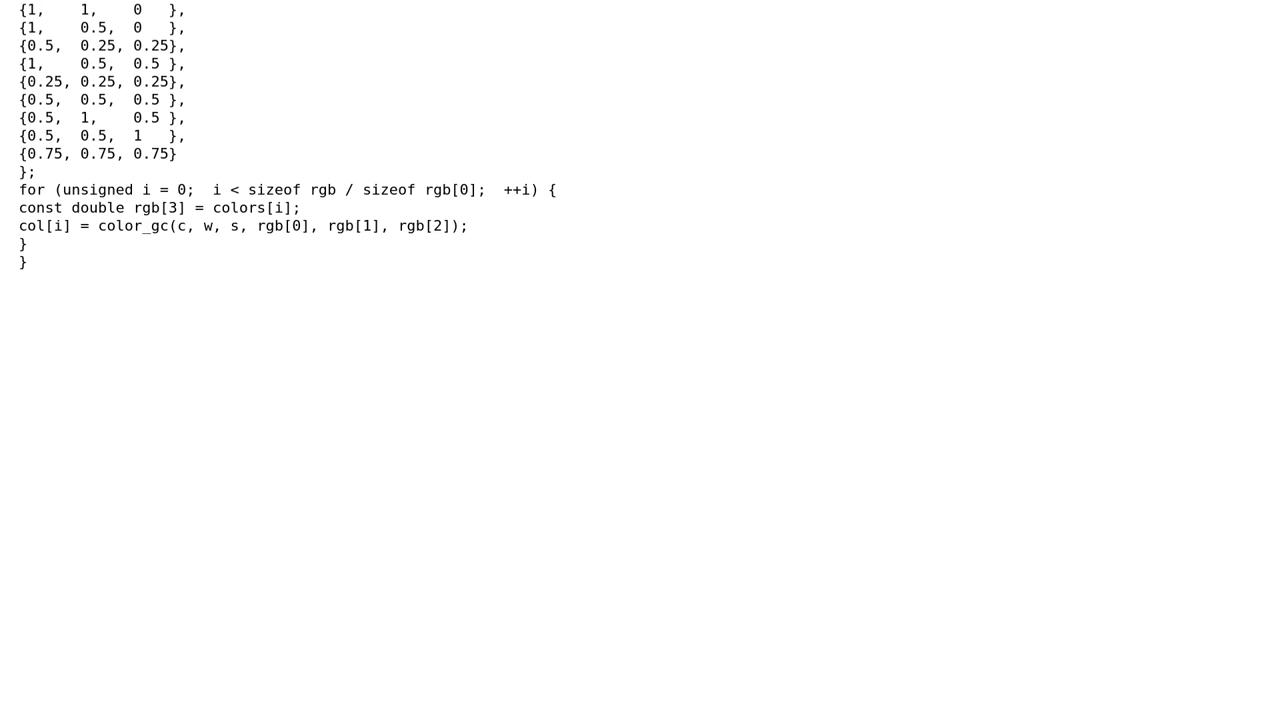 {1,    1,    0   },
{1,    0.5,  0   },
{0.5,  0.25, 0.25},
{1,    0.5,  0.5 },
{0.25, 0.25, 0.25},
{0.5,  0.5,  0.5 },
{0.5,  1,    0.5 },
{0.5,  0.5,  1   },
{0.75, 0.75, 0.75}
};
for (unsigned i = 0;  i < sizeof rgb / sizeof rgb[0];  ++i) {
const double rgb[3] = colors[i];
col[i] = color_gc(c, w, s, rgb[0], rgb[1], rgb[2]);
}
}